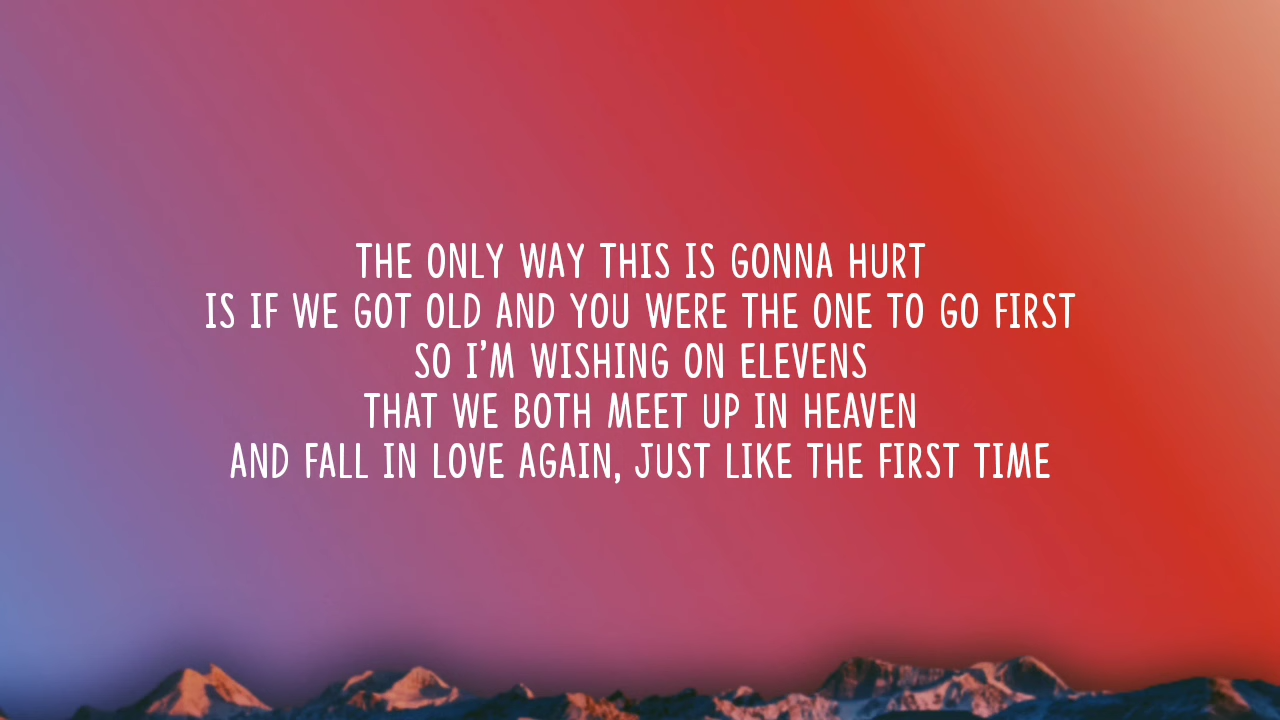 THE ONLY WAY THIS IS GONNA HURT
IS IF WE GOT OLD AND YOU WERE THE ONE TO GO FIRST
SO I'M WISHING ON ELEVENS
THAT WE BOTH MEET UP IN HEAVEN
AND FALL IN LOVE AGAIN, JUST LIKE THE FIRST TIME